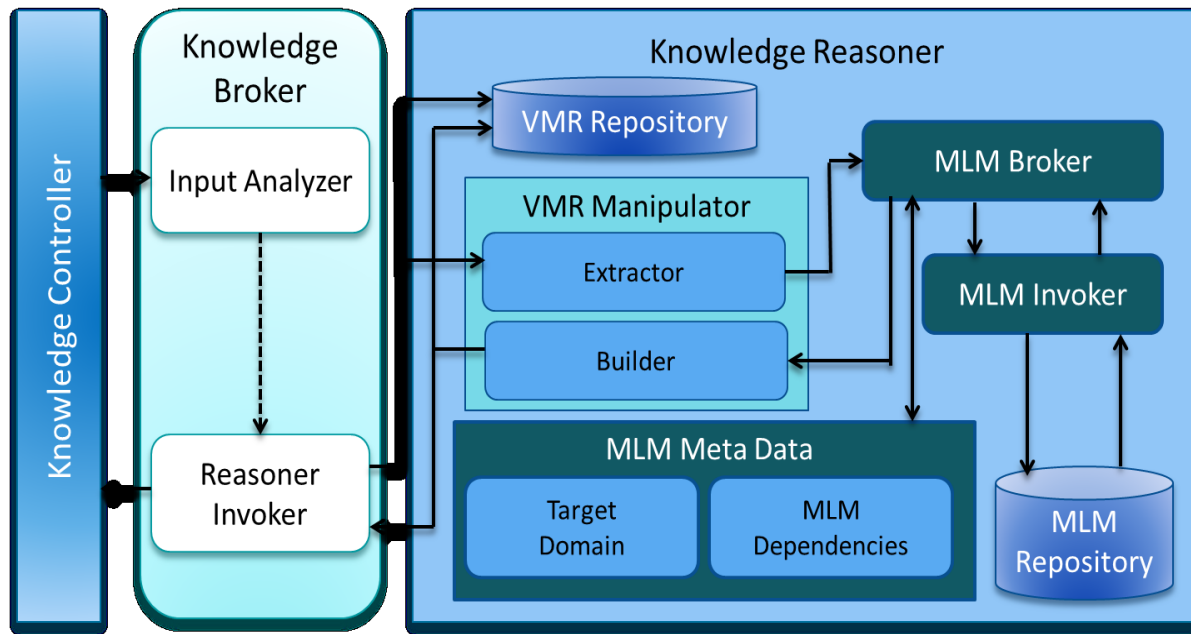 Knowledge Controller
Knowledge
Broker
Input Analyzer
Reasoner
Invoker
Knowledge Reasoner
VMR Repository
VMR Manipulator
Extractor
Builder
MLM Broker
MLM Invoker
MLM Meta Data
Target
Domain
MLM
Dependencies
MLM
Repository